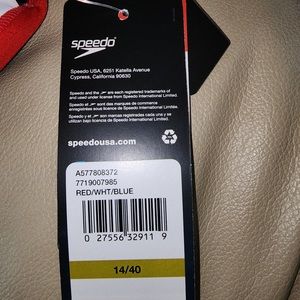 speedo
Speedo USA, 6251 Katella Avenue
Cypress, California 90630
Speedo and the are each registered trademarks of
and used under license from Speedo International Limited.
Speedo et sont des marques de commerce
enregistrées sous licence de Speedo International Limited.
Speedo y el son marcas registradas cada una y se
utilizan bajo licencia de Speedo International Limited.
speedousa.com
A577808372
7719007985
RED/WHT/BLUE
0 27556 32911 9
14/40